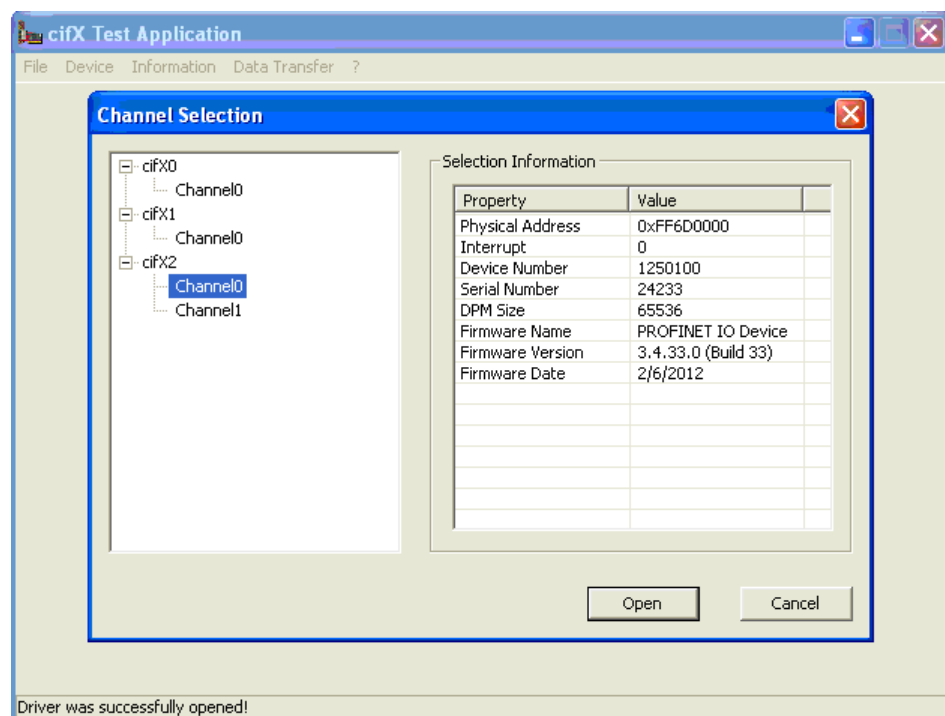 cifX Test Application
File Device Information Data Transfer ?
Channel Selection
cifX0
Channel0
cifX1
Channel0
cifX2
Channel0
Channel1
Selection Information
Property Value
Physical Address 0xFF6D0000
Interrupt 0
Device Number 1250100
Serial Number 24233
DPM Size 65536
Firmware Name PROFINET IO Device
Firmware Version 3.4.33.0 (Build 33)
Firmware Date 2/6/2012
Open Cancel
Driver was successfully opened!